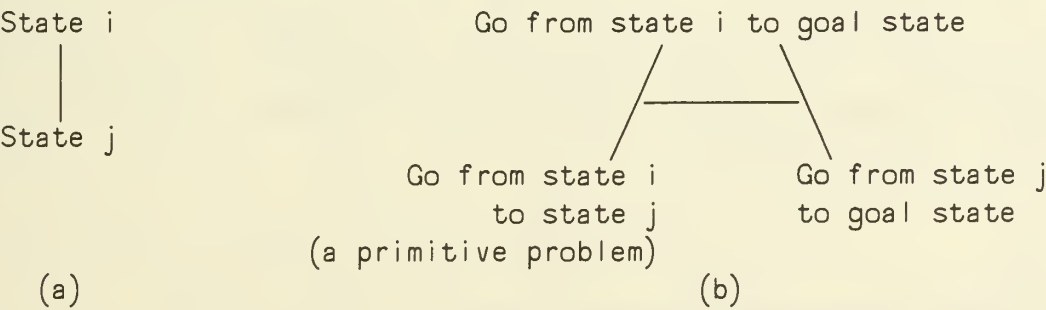 State i
State j
(a)
Go from state i to goal state
Go from state i
to state j
(a primitive problem)
Go from state j
to goal state
(b)